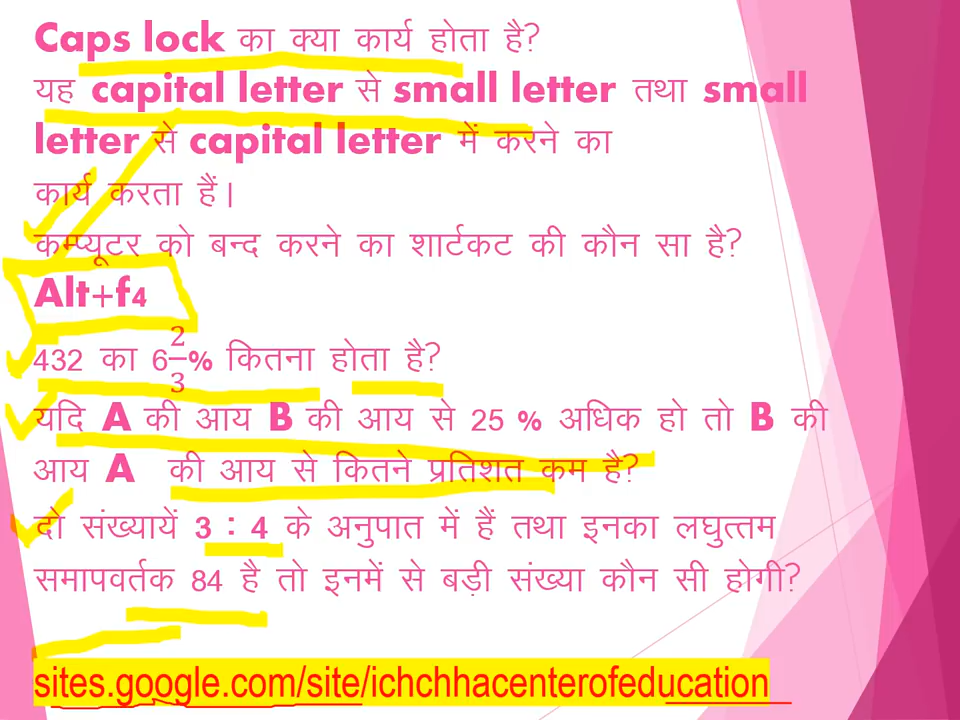 Caps lock का क्या कार्य होता है?
यह capital letter से small letter तथा small
letter से capital letter में करने का
कार्य करता हैं।
कम्प्यूटर को बन्द करने का शार्टकट की कौन सा है?
Alt+f4
432 का 6 2/3 % कितना होता है?
यदि A की आय B की आय से 25 % अधिक हो तो B की
आय A की आय से कितने प्रतिशत कम है?
दो संख्यायें 3 : 4 के अनुपात में हैं तथा इनका लघुत्तम
समापवर्तक 84 है तो इनमें से बड़ी संख्या कौन सी होगी?
sites.google.com/site/ichchhacenterofeducation